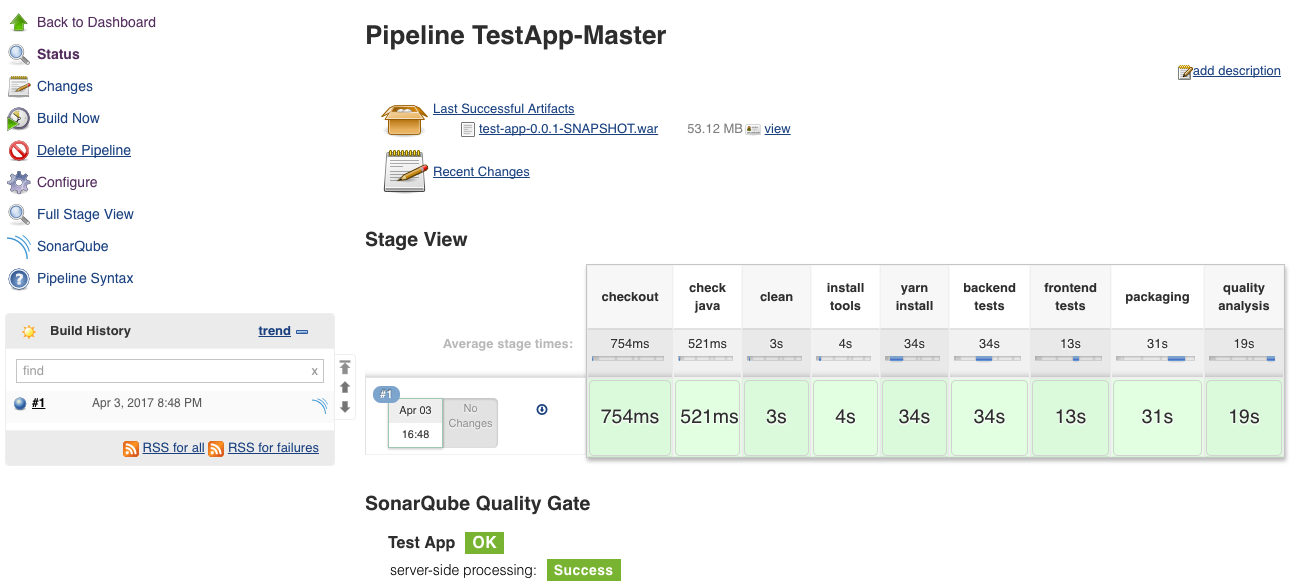 Back to Dashboard
Status
Changes
Build Now
Delete Pipeline
Configure
Full Stage View
SonarQube
Pipeline Syntax
Build History trend
find x
#1 Apr 3, 2017 8:48 PM
RSS for all RSS for failures
Pipeline TestApp-Master
add description
Last Successful Artifacts
test-app-0.0.1-SNAPSHOT.war 53.12 MB view
Recent Changes
Stage View
checkout check java clean install tools yarn install backend tests frontend tests packaging quality analysis
Average stage times: 754ms 521ms 3s 4s 34s 34s 13s 31s 19s
#1
Apr 03 No Changes
16:48
754ms 521ms 3s 4s 34s 34s 13s 31s 19s
SonarQube Quality Gate
Test App OK
server-side processing: Success